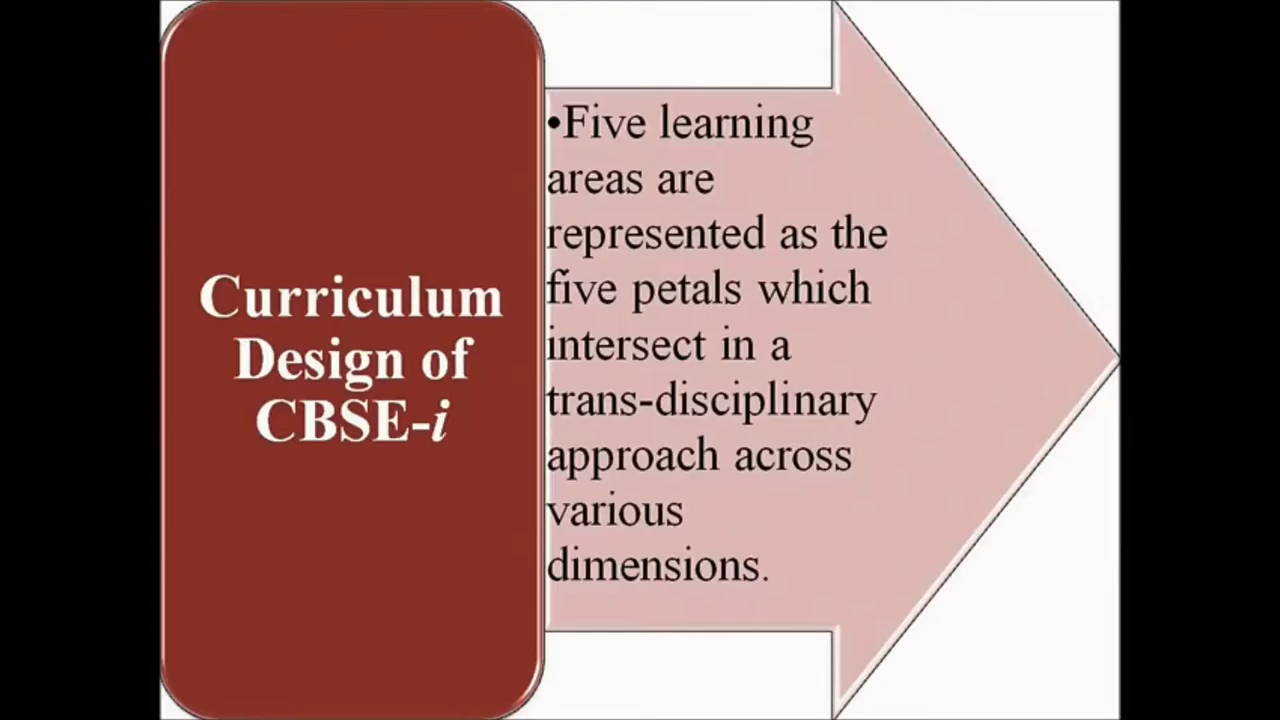 Curriculum
Design of
CBSE-i
•Five learning
areas are
represented as the
five petals which
intersect in a
trans-disciplinary
approach across
various
dimensions.